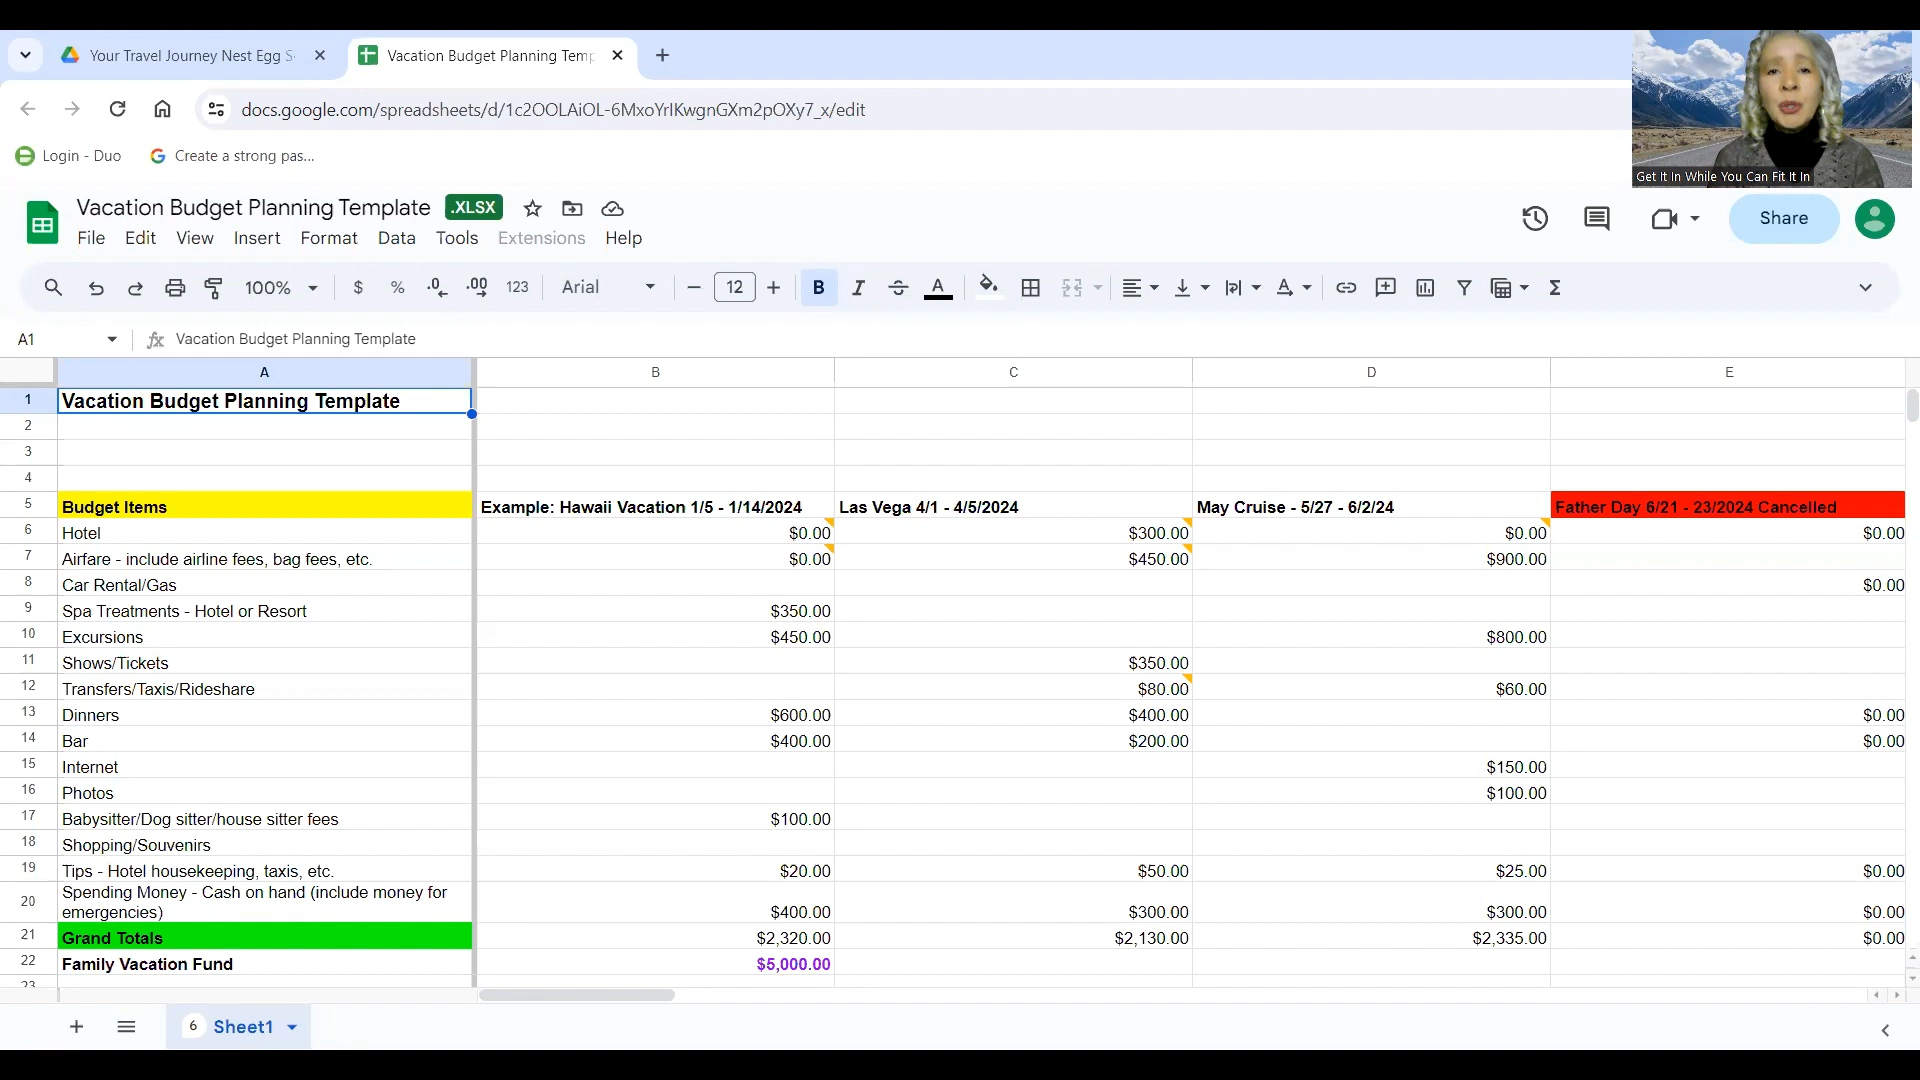 Your Travel Journey Nest Egg S
Vacation Budget Planning Temp
docs.google.com/spreadsheets/d/1c2OOLAiOL-6MxoYrlKwgnGXm2pOXy7_x/edit
Login - Duo
Create a strong pas...
Get It In While You Can Fit It In
Vacation Budget Planning Template .XLSX
File Edit View Insert Format Data Tools Extensions Help
Share
100% $ % .0 .00 123 Arial 12 B I A Σ
A1 fx Vacation Budget Planning Template
A B C D E
1 Vacation Budget Planning Template
2
3
4
5 Budget Items Example: Hawaii Vacation 1/5 - 1/14/2024 Las Vega 4/1 - 4/5/2024 May Cruise - 5/27 - 6/2/24 Father Day 6/21 - 23/2024 Cancelled
6 Hotel $0.00 $300.00 $0.00 $0.00
7 Airfare - include airline fees, bag fees, etc. $0.00 $450.00 $900.00
8 Car Rental/Gas $0.00
9 Spa Treatments - Hotel or Resort $350.00
10 Excursions $450.00 $800.00
11 Shows/Tickets $350.00
12 Transfers/Taxis/Rideshare $80.00 $60.00
13 Dinners $600.00 $400.00 $0.00
14 Bar $400.00 $200.00 $0.00
15 Internet $150.00
16 Photos $100.00
17 Babysitter/Dog sitter/house sitter fees $100.00
18 Shopping/Souvenirs
19 Tips - Hotel housekeeping, taxis, etc. $20.00 $50.00 $25.00 $0.00
20 Spending Money - Cash on hand (include money for
emergencies) $400.00 $300.00 $300.00 $0.00
21 Grand Totals $2,320.00 $2,130.00 $2,335.00 $0.00
22 Family Vacation Fund $5,000.00
23
6 Sheet1